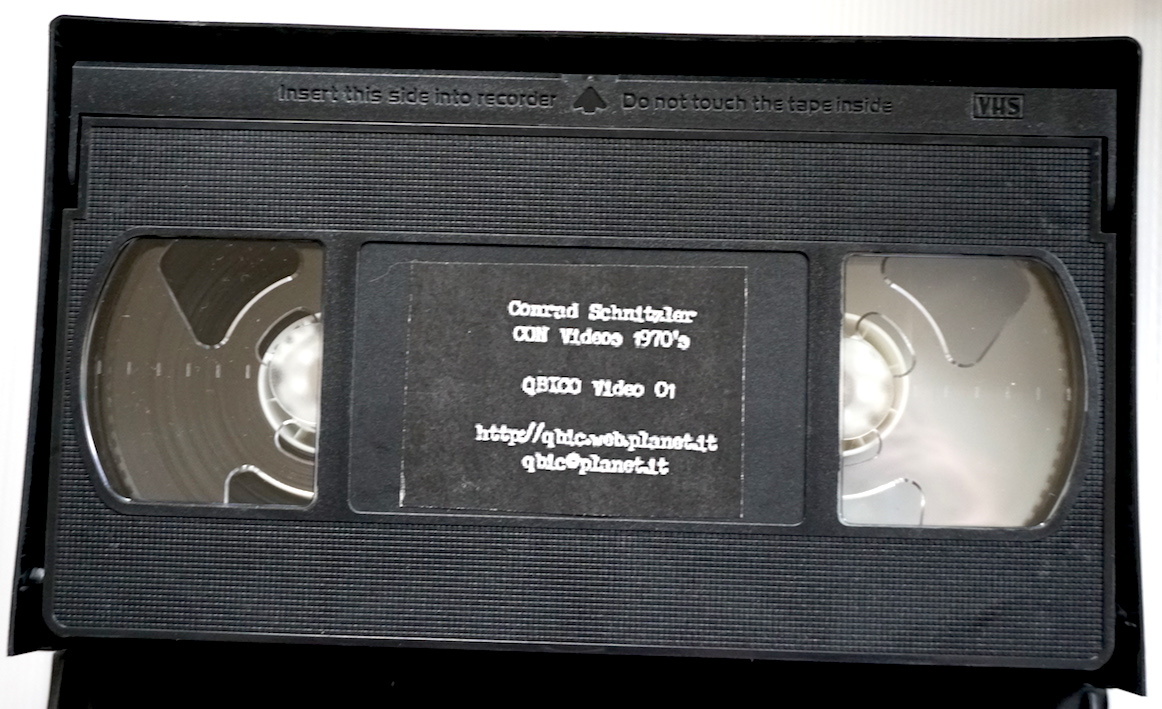 Insert this side into recorder Do not touch the tape inside VHS
Conrad Schnitzler
CON Videos 1970's
QBICO Video 01
http://qbic.web.planet.it
qbic@planet.it